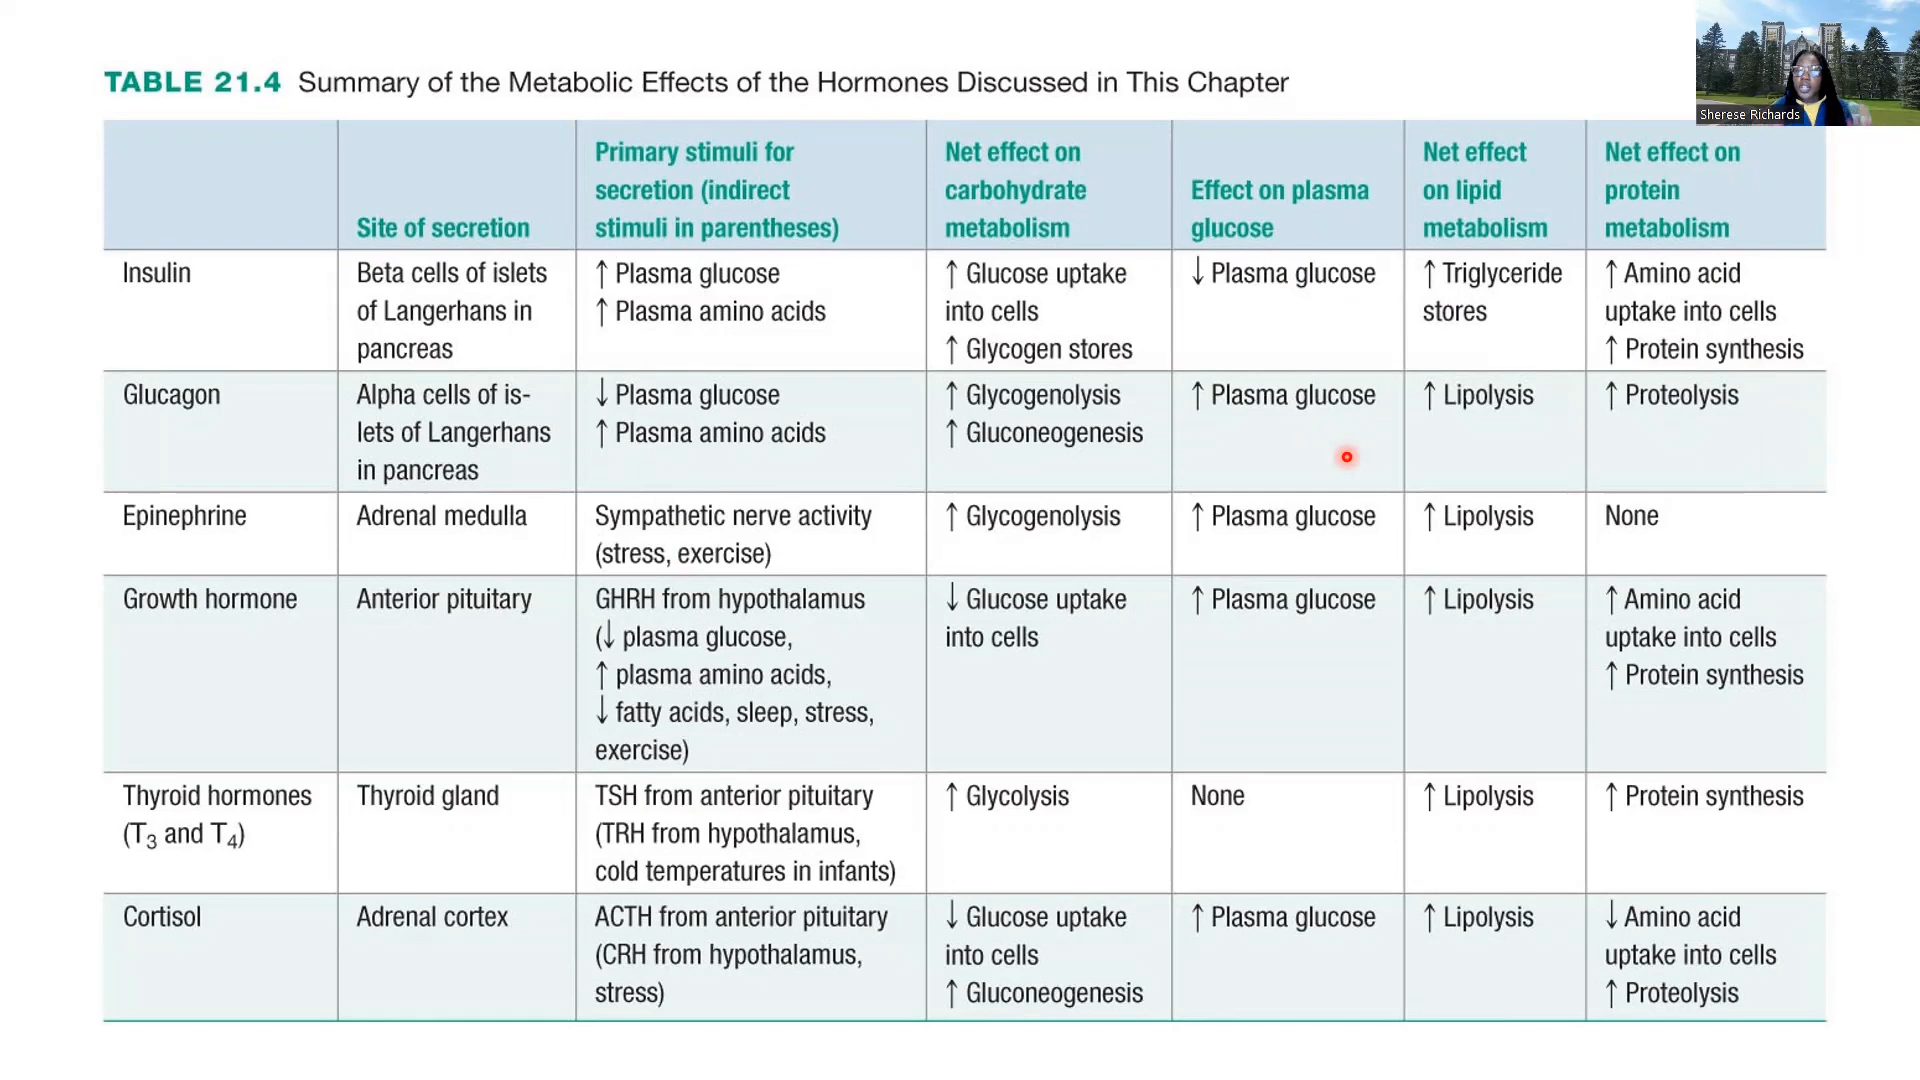 Sherese Richards
TABLE 21.4 Summary of the Metabolic Effects of the Hormones Discussed in This Chapter
Site of secretion
Primary stimuli for
secretion (indirect
stimuli in parentheses)
Net effect on
carbohydrate
metabolism
Effect on plasma
glucose
Net effect
on lipid
metabolism
Net effect on
protein
metabolism
Insulin
Beta cells of islets
of Langerhans in
pancreas
↑ Plasma glucose
↑ Plasma amino acids
↑ Glucose uptake
into cells
↑ Glycogen stores
↓ Plasma glucose
↑ Triglyceride
stores
↑ Amino acid
uptake into cells
↑ Protein synthesis
Glucagon
Alpha cells of is-
lets of Langerhans
in pancreas
↓ Plasma glucose
↑ Plasma amino acids
↑ Glycogenolysis
↑ Gluconeogenesis
↑ Plasma glucose
↑ Lipolysis
↑ Proteolysis
Epinephrine
Adrenal medulla
Sympathetic nerve activity
(stress, exercise)
↑ Glycogenolysis
↑ Plasma glucose
↑ Lipolysis
None
Growth hormone
Anterior pituitary
GHRH from hypothalamus
(↓ plasma glucose,
↑ plasma amino acids,
↓ fatty acids, sleep, stress,
exercise)
↓ Glucose uptake
into cells
↑ Plasma glucose
↑ Lipolysis
↑ Amino acid
uptake into cells
↑ Protein synthesis
Thyroid hormones
(T₃ and T₄)
Thyroid gland
TSH from anterior pituitary
(TRH from hypothalamus,
cold temperatures in infants)
↑ Glycolysis
None
↑ Lipolysis
↑ Protein synthesis
Cortisol
Adrenal cortex
ACTH from anterior pituitary
(CRH from hypothalamus,
stress)
↓ Glucose uptake
into cells
↑ Gluconeogenesis
↑ Plasma glucose
↑ Lipolysis
↓ Amino acid
uptake into cells
↑ Proteolysis